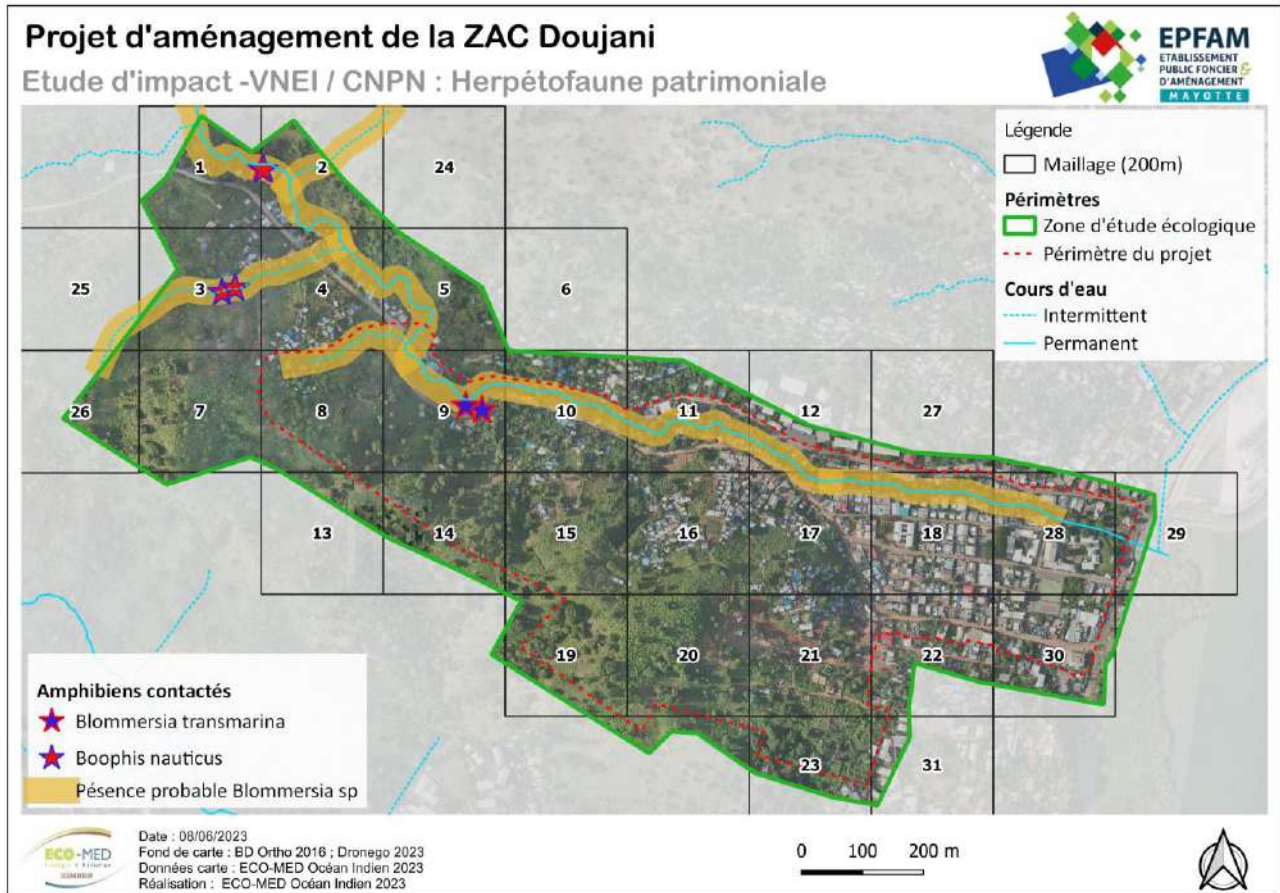 Projet d'aménagement de la ZAC Doujani
Etude d'impact -VNEI / CNPN : Herpétofaune patrimoniale
EPFAM
ETABLISSEMENT
PUBLIC FONCIER &
D'AMÉNAGEMENT
MAYOTTE
Légende
Maillage (200m)
Périmètres
Zone d'étude écologique
Périmètre du projet
Cours d'eau
Intermittent
Permanent
1
2
24
25
3
4
5
6
26
7
8
9
10
11
12
27
13
14
15
16
17
18
28
29
19
20
21
22
30
23
31
Amphibiens contactés
Blommersia transmarina
Boophis nauticus
Pésence probable Blommersia sp
ECO-MED
Date : 08/06/2023
Fond de carte : BD Ortho 2016 ; Dronego 2023
Données carte : ECO-MED Océan Indien 2023
Réalisation : ECO-MED Océan Indien 2023
0 100 200 m